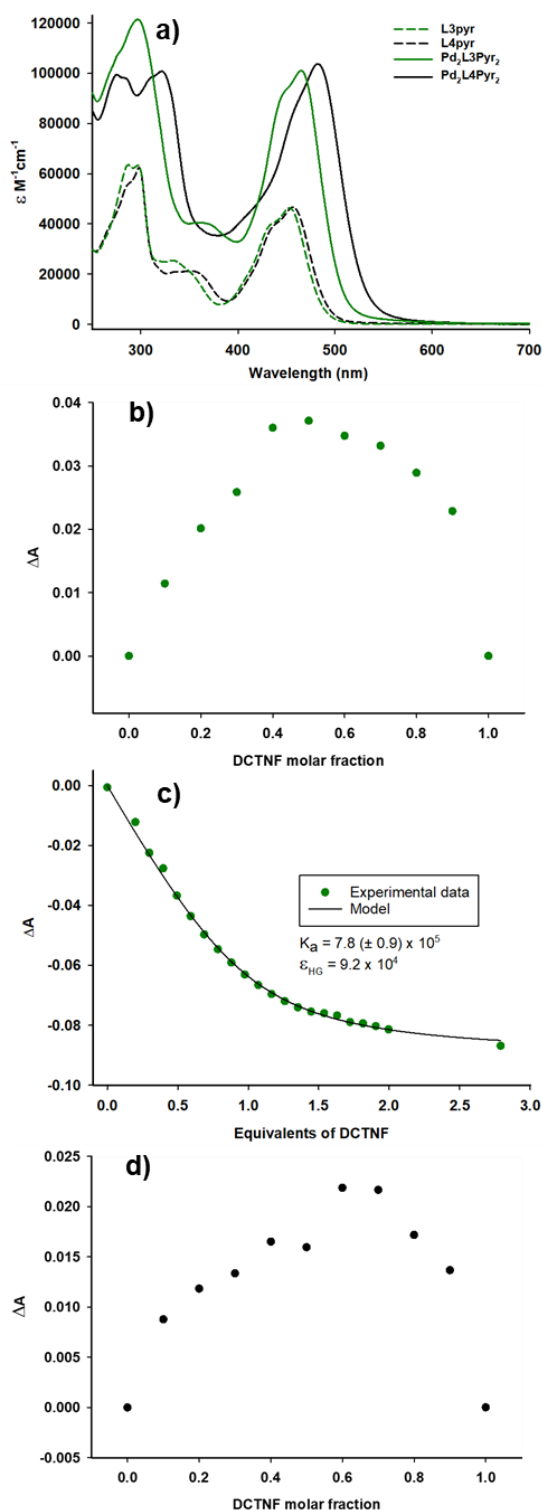 a)
L3pyr
L4pyr
Pd₂L3Pyr₂
Pd₂L4Pyr₂
120000
100000
80000
60000
40000
20000
0
ε M⁻¹cm⁻¹
300 400 500 600 700
Wavelength (nm)
b)
0.04
0.03
0.02
0.01
0.00
ΔA
0.0 0.2 0.4 0.6 0.8 1.0
DCTNF molar fraction
c)
0.00
-0.02
-0.04
-0.06
-0.08
-0.10
ΔA
Experimental data
Model
Kₐ = 7.8 (± 0.9) x 10⁵
ε_HG = 9.2 x 10⁴
0.0 0.5 1.0 1.5 2.0 2.5 3.0
Equivalents of DCTNF
d)
0.025
0.020
0.015
0.010
0.005
0.000
-0.005
ΔA
0.0 0.2 0.4 0.6 0.8 1.0
DCTNF molar fraction